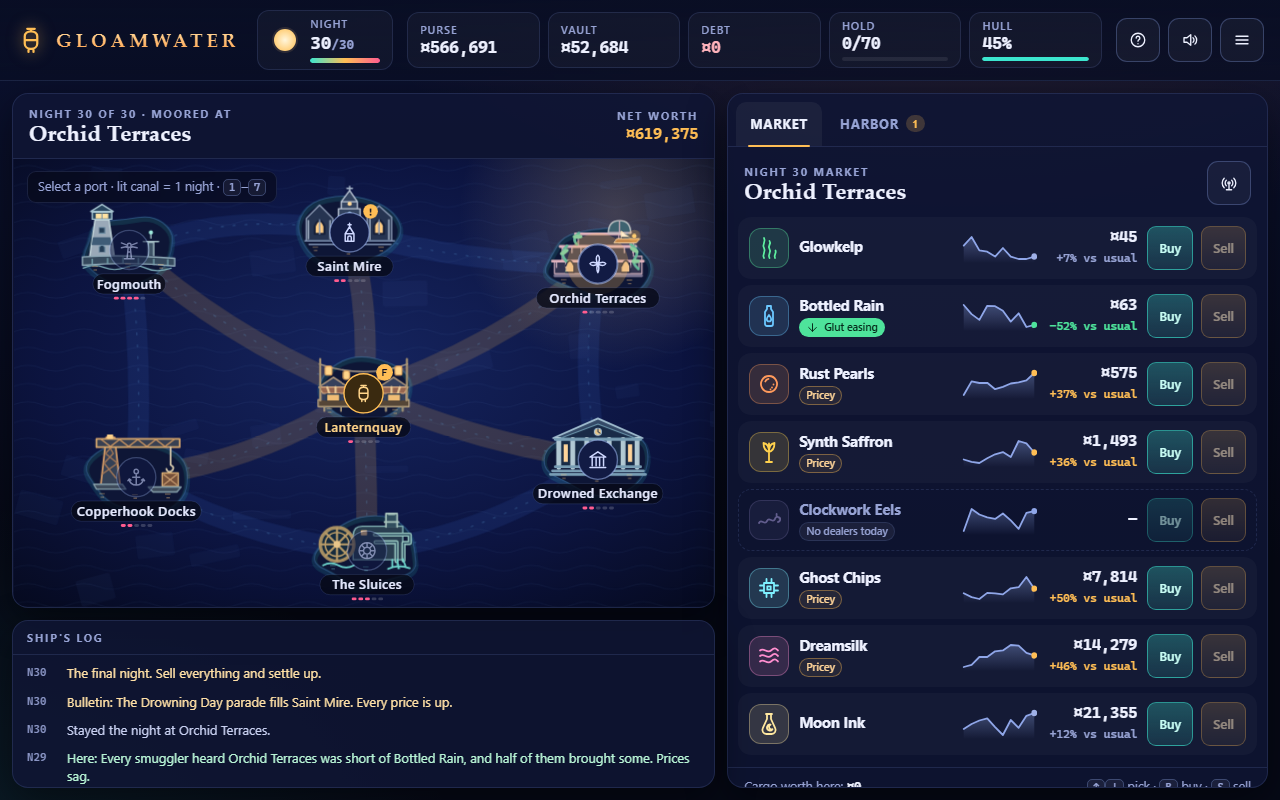 GLOAMWATER
NIGHT
30/30
PURSE
¤566,691
VAULT
¤52,684
DEBT
¤0
HOLD
0/70
HULL
45%
NIGHT 30 OF 30 · MOORED AT
Orchid Terraces
NET WORTH
¤619,375
Select a port · lit canal = 1 night · 1–7
Fogmouth
!
Saint Mire
Orchid Terraces
F
Lanternquay
Copperhook Docks
Drowned Exchange
The Sluices
SHIP'S LOG
N30 The final night. Sell everything and settle up.
N30 Bulletin: The Drowning Day parade fills Saint Mire. Every price is up.
N30 Stayed the night at Orchid Terraces.
N29 Here: Every smuggler heard Orchid Terraces was short of Bottled Rain, and half of them brought some. Prices
sag.
MARKET
HARBOR 1
NIGHT 30 MARKET
Orchid Terraces
Glowkelp
¤45
+7% vs usual
Buy Sell
Bottled Rain
↓ Glut easing
¤63
−52% vs usual
Buy Sell
Rust Pearls
Pricey
¤575
+37% vs usual
Buy Sell
Synth Saffron
Pricey
¤1,493
+36% vs usual
Buy Sell
Clockwork Eels
No dealers today
—
Buy Sell
Ghost Chips
Pricey
¤7,814
+50% vs usual
Buy Sell
Dreamsilk
Pricey
¤14,279
+46% vs usual
Buy Sell
Moon Ink
¤21,355
+12% vs usual
Buy Sell
Cargo worth here: ¤0
↑ ↓ pick · B buy · S sell